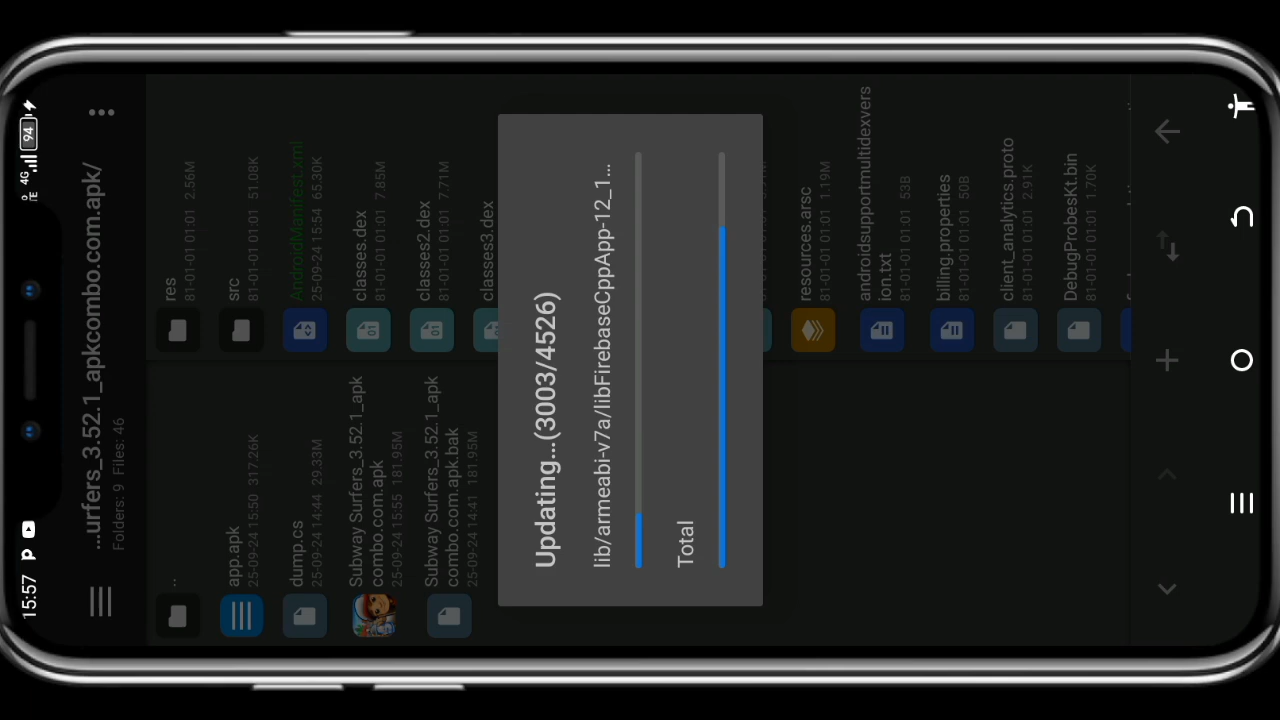 15:57
4G
94
...urfers_3.52.1_apkcombo.com.apk/
Folders: 9 Files: 46
..
app.apk
25-09-24 15:50 317.26K
dump.cs
25-09-24 14:44 29.33M
Subway Surfers_3.52.1_apk
combo.com.apk
25-09-24 15:55 181.95M
Subway Surfers_3.52.1_apk
combo.com.apk.bak
25-09-24 14:41 181.95M
res
81-01-01 01:01 2.56M
src
81-01-01 01:01 51.08K
AndroidManifest.xml
25-09-24 15:54 65.30K
classes.dex
81-01-01 01:01 7.85M
classes2.dex
81-01-01 01:01 7.71M
classes3.dex
Updating...(3003/4526)
lib/armeabi-v7a/libFirebaseCppApp-12_1...
Total
resources.arsc
81-01-01 01:01 1.19M
androidsupportmultidexvers
ion.txt
81-01-01 01:01 53B
billing.properties
81-01-01 01:01 50B
client_analytics.proto
81-01-01 01:01 2.91K
DebugProbesKt.bin
81-01-01 01:01 1.70K